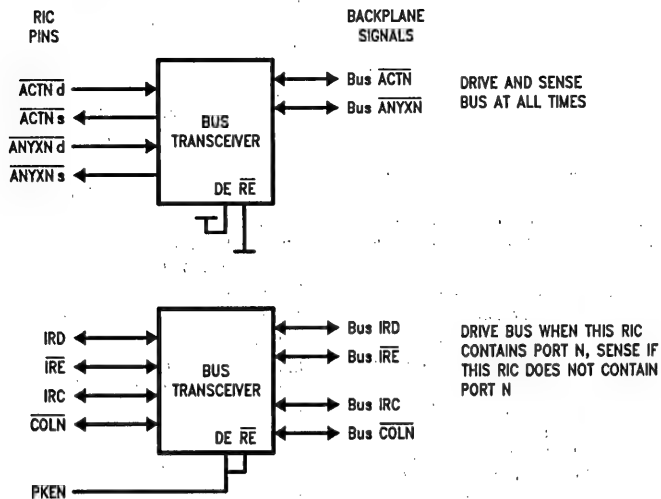 RIC
PINS
BACKPLANE
SIGNALS
ACTN d
ACTN s
ANYXN d
ANYXN s
BUS
TRANSCEIVER
DE RE
Bus ACTN
Bus ANYXN
DRIVE AND SENSE
BUS AT ALL TIMES
IRD
IRE
IRC
COLN
PKEN
BUS
TRANSCEIVER
DE RE
Bus IRD
Bus IRE
Bus IRC
Bus COLN
DRIVE BUS WHEN THIS RIC
CONTAINS PORT N, SENSE IF
THIS RIC DOES NOT CONTAIN
PORT N